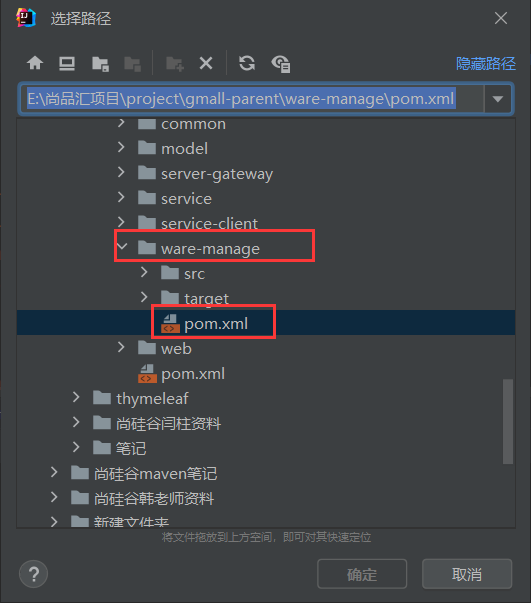 选择路径
隐藏路径
E:\尚品汇项目\project\gmall-parent\ware-manage\pom.xml
common
model
server-gateway
service
service-client
ware-manage
src
target
pom.xml
web
pom.xml
thymeleaf
尚硅谷闫柱资料
笔记
尚硅谷maven笔记
尚硅谷韩老师资料
新建文件夹
将文件拖放到上方空间，即可对其快速定位
?
确定
取消